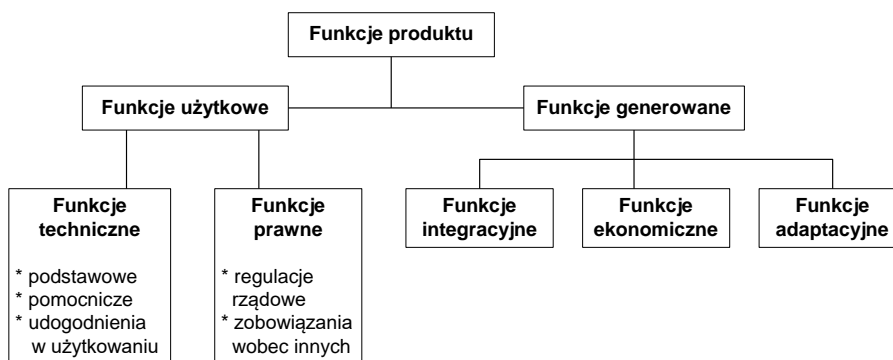 Funkcje produktu
Funkcje użytkowe
Funkcje generowane
Funkcje
techniczne
* podstawowe
* pomocnicze
* udogodnienia
w użytkowaniu
Funkcje
prawne
* regulacje
rządowe
* zobowiązania
wobec innych
Funkcje
integracyjne
Funkcje
ekonomiczne
Funkcje
adaptacyjne